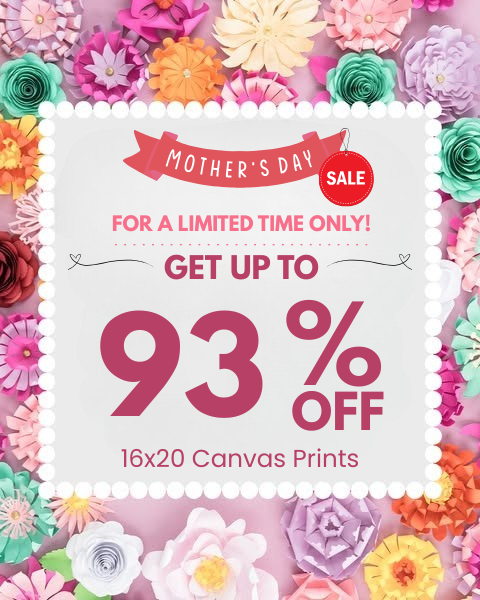 MOTHER'S DAY
SALE
FOR A LIMITED TIME ONLY!
GET UP TO
93%
OFF
16x20 Canvas Prints